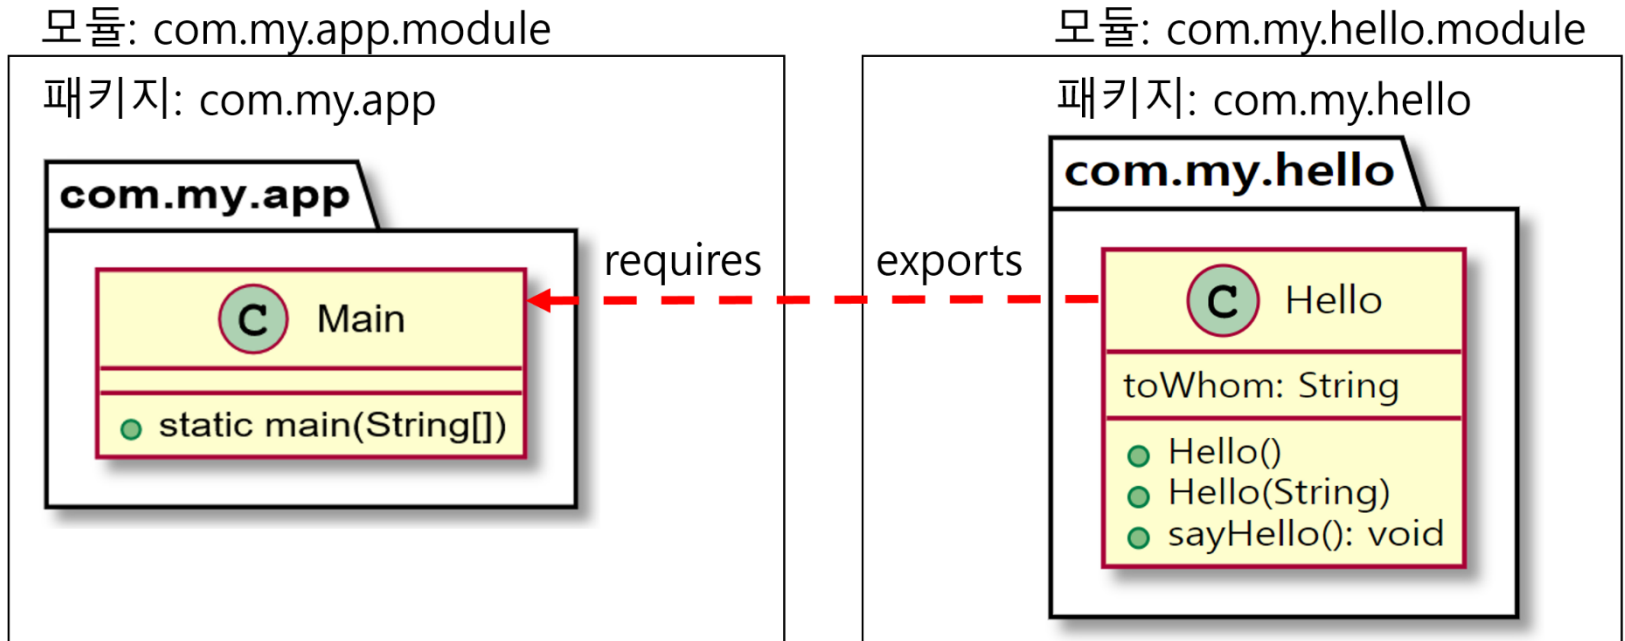 모듈: com.my.app.module
패키지: com.my.app
com.my.app
C Main
static main(String[])
requires
모듈: com.my.hello.module
패키지: com.my.hello
com.my.hello
exports
C Hello
toWhom: String
Hello()
Hello(String)
sayHello(): void